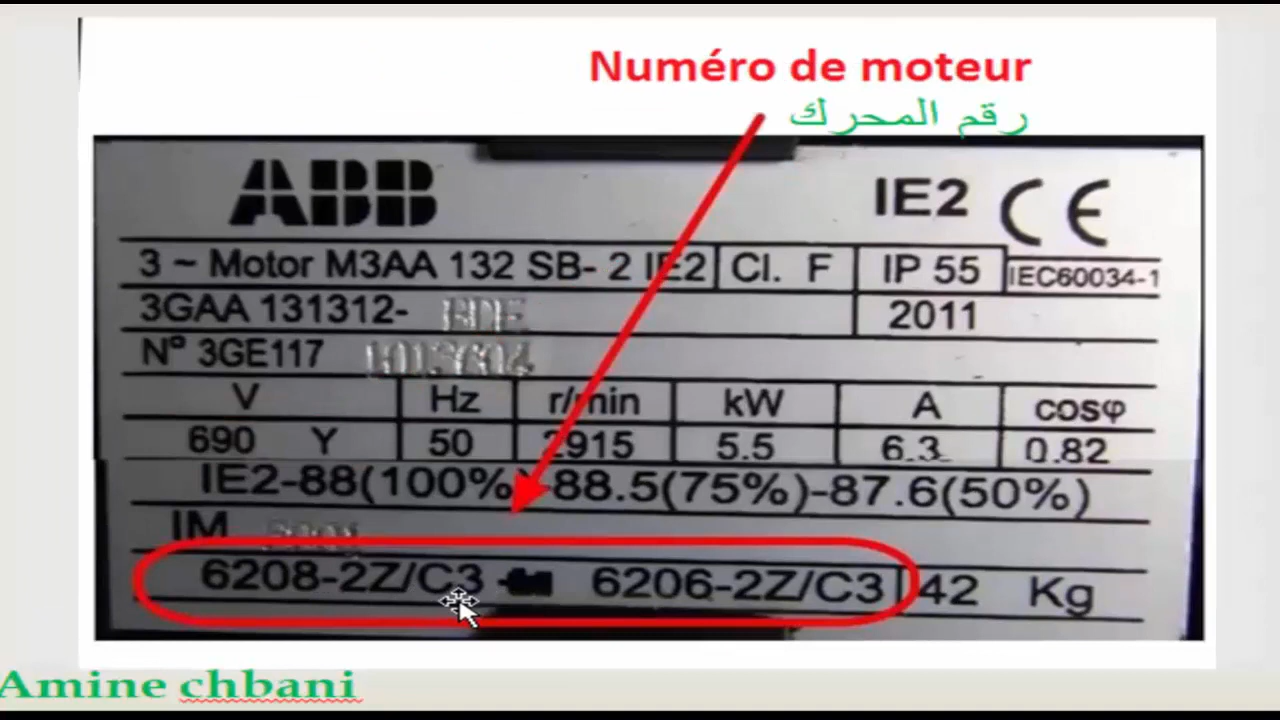 Numéro de moteur
رقم المحرك
ABB IE2 CE
3 ~ Motor M3AA 132 SB- 2 IE2 Cl. F IP 55 IEC60034-1
3GAA 131312- 2011
Nº 3GE117
V Hz r/min kW A cosφ
690 Y 50 2915 5.5 6.3 0.82
IE2-88(100%)-88.5(75%)-87.6(50%)
IM
6208-2Z/C3 6206-2Z/C3 42 Kg
Amine chbani